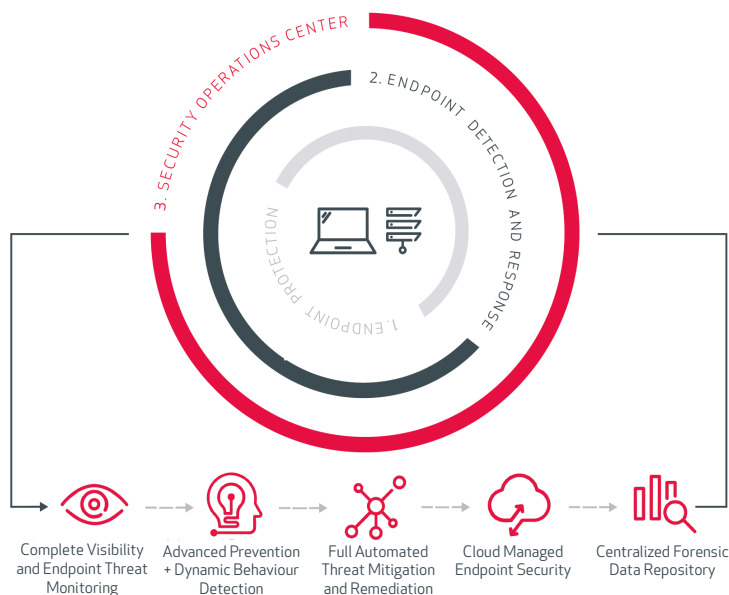 3. SECURITY OPERATIONS CENTER
2. ENDPOINT DETECTION AND RESPONSE
1. ENDPOINT PROTECTION
Complete Visibility
and Endpoint Threat
Monitoring
Advanced Prevention
+ Dynamic Behaviour
Detection
Full Automated
Threat Mitigation
and Remediation
Cloud Managed
Endpoint Security
Centralized Forensic
Data Repository